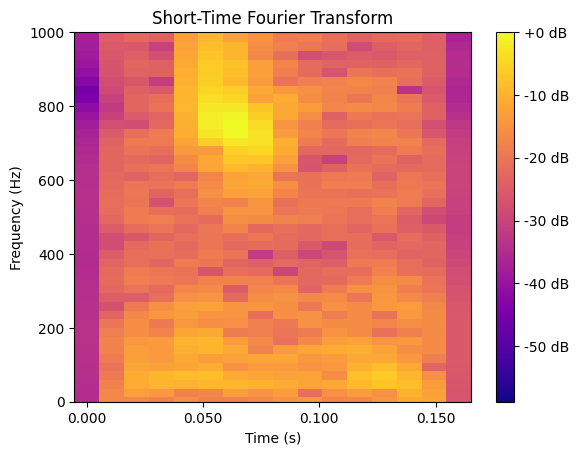 Short-Time Fourier Transform
1000
800
600
400
200
0
Frequency (Hz)
0.000
0.050
0.100
0.150
Time (s)
+0 dB
-10 dB
-20 dB
-30 dB
-40 dB
-50 dB